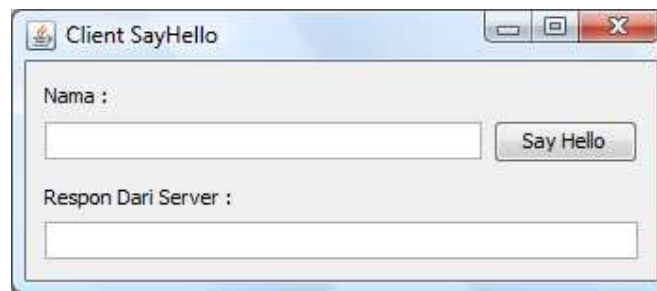 Client SayHello
Nama :
Say Hello
Respon Dari Server :